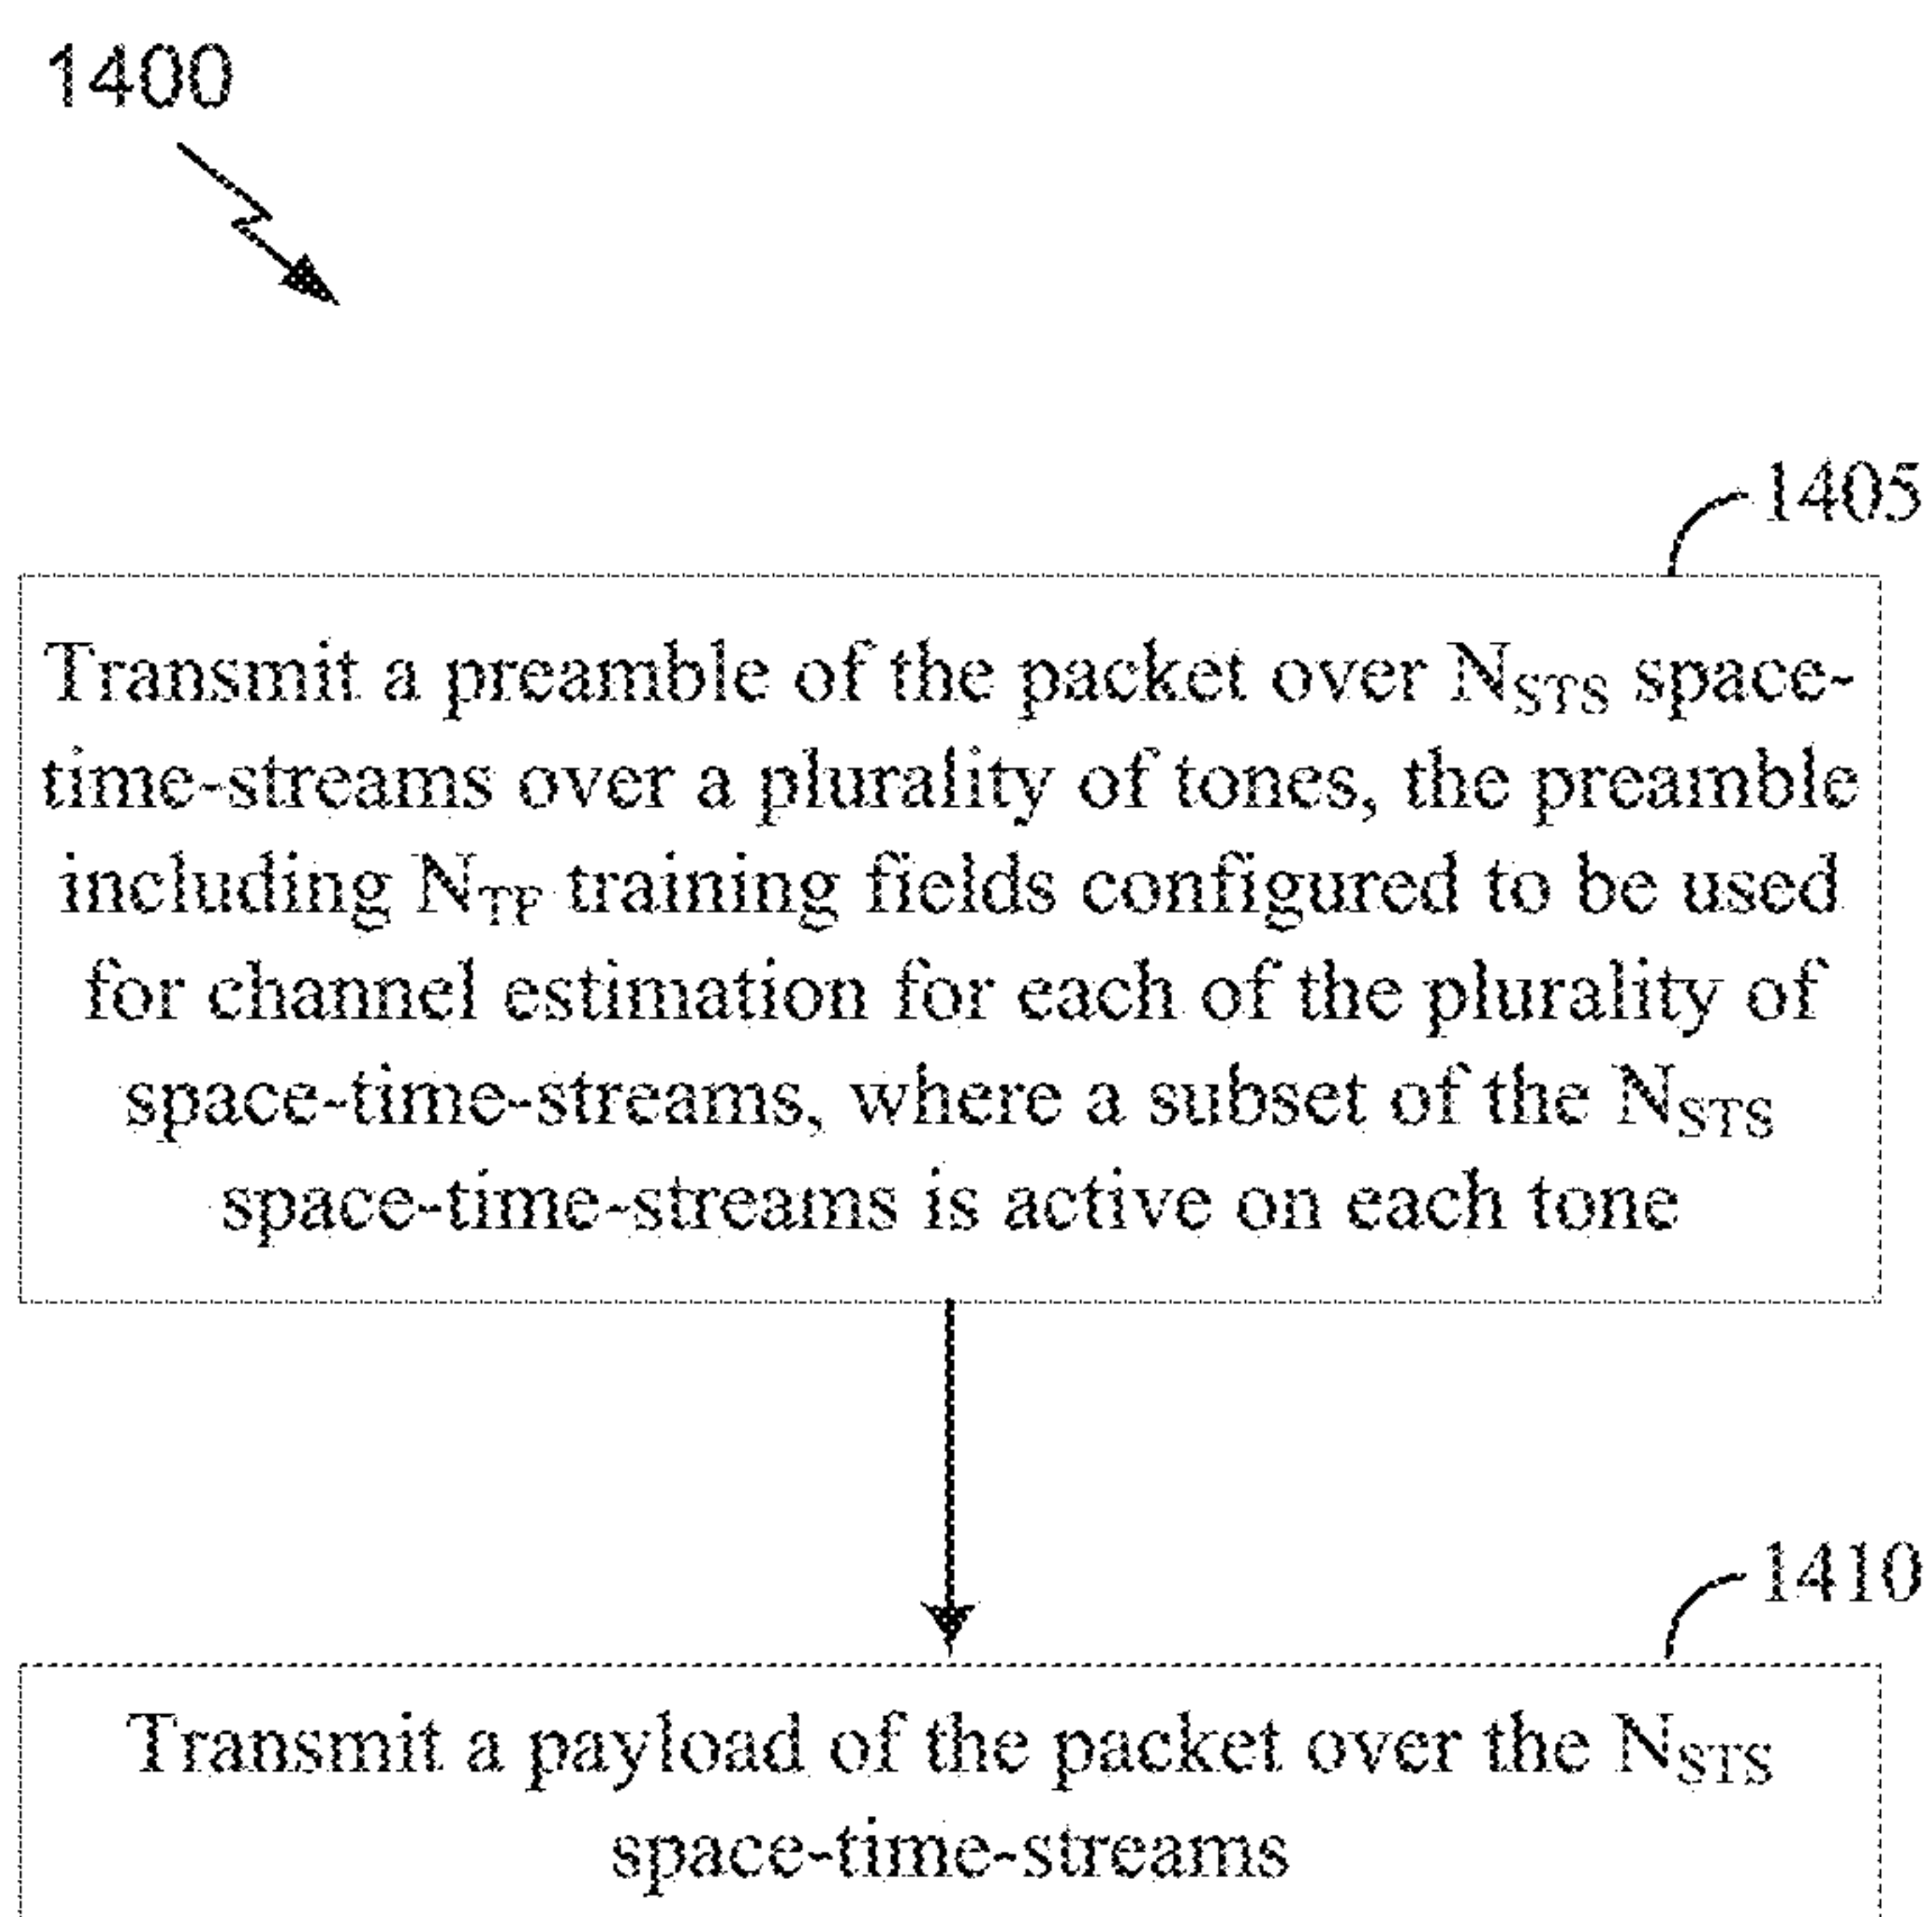 1400
1405
Transmit a preamble of the packet over NSTS space-
time-streams over a plurality of tones, the preamble
including NTF training fields configured to be used
for channel estimation for each of the plurality of
space-time-streams, where a subset of the NSTS
space-time-streams is active on each tone
1410
Transmit a payload of the packet over the NSTS
space-time-streams